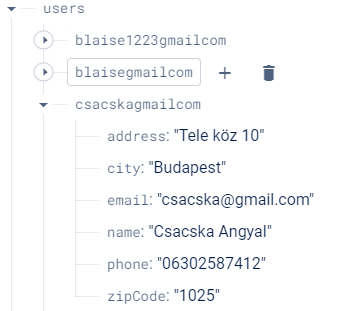 users
blaise1223gmailcom
blaisegmailcom
csacskagmailcom
address: "Tele köz 10"
city: "Budapest"
email: "csacska@gmail.com"
name: "Csacska Angyal"
phone: "06302587412"
zipCode: "1025"